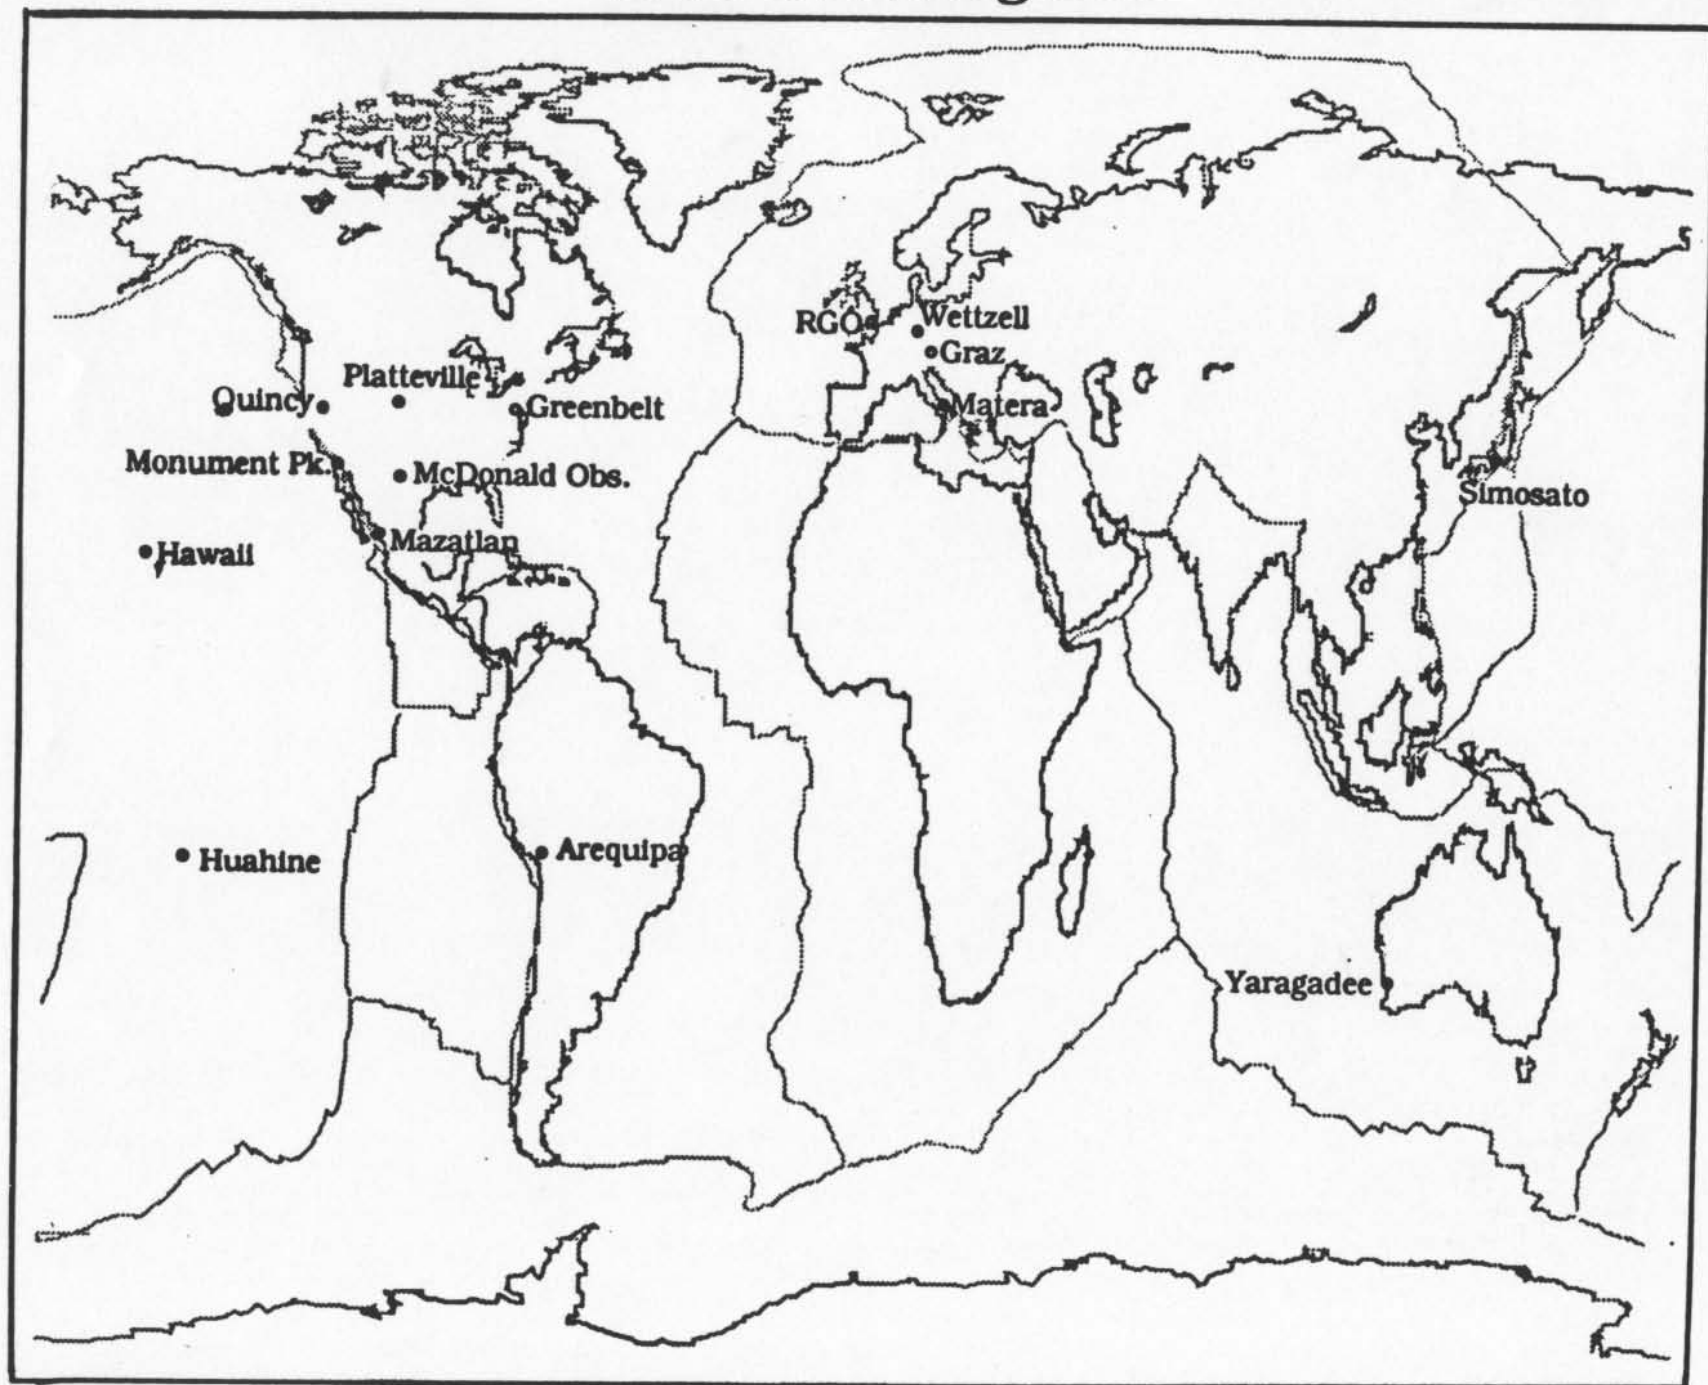 RGO
Wettzell
Graz
Platteville
Quincy
Greenbelt
Matera
Monument Pk.
McDonald Obs.
Simosato
Mazatlan
Hawaii
Huahine
Arequipa
Yaragadee